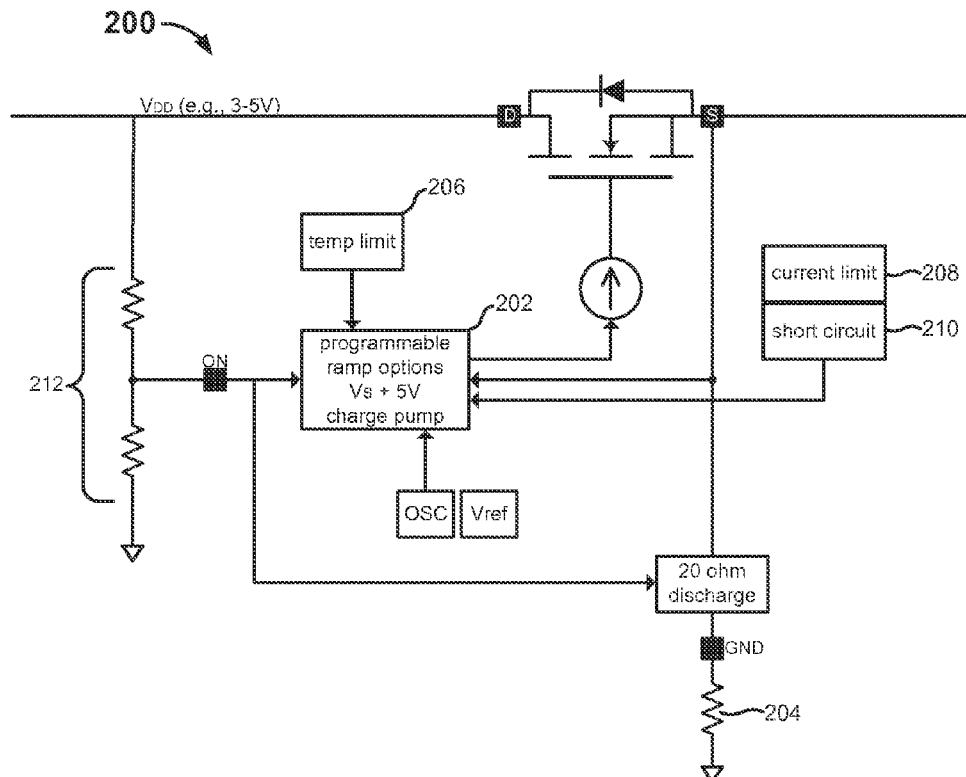 200
VDD (e.g., 3-5V)
D
S
206
temp limit
current limit
208
202
short circuit
210
programmable
ramp options
Vs + 5V
charge pump
ON
212
OSC
Vref
20 ohm
discharge
GND
204